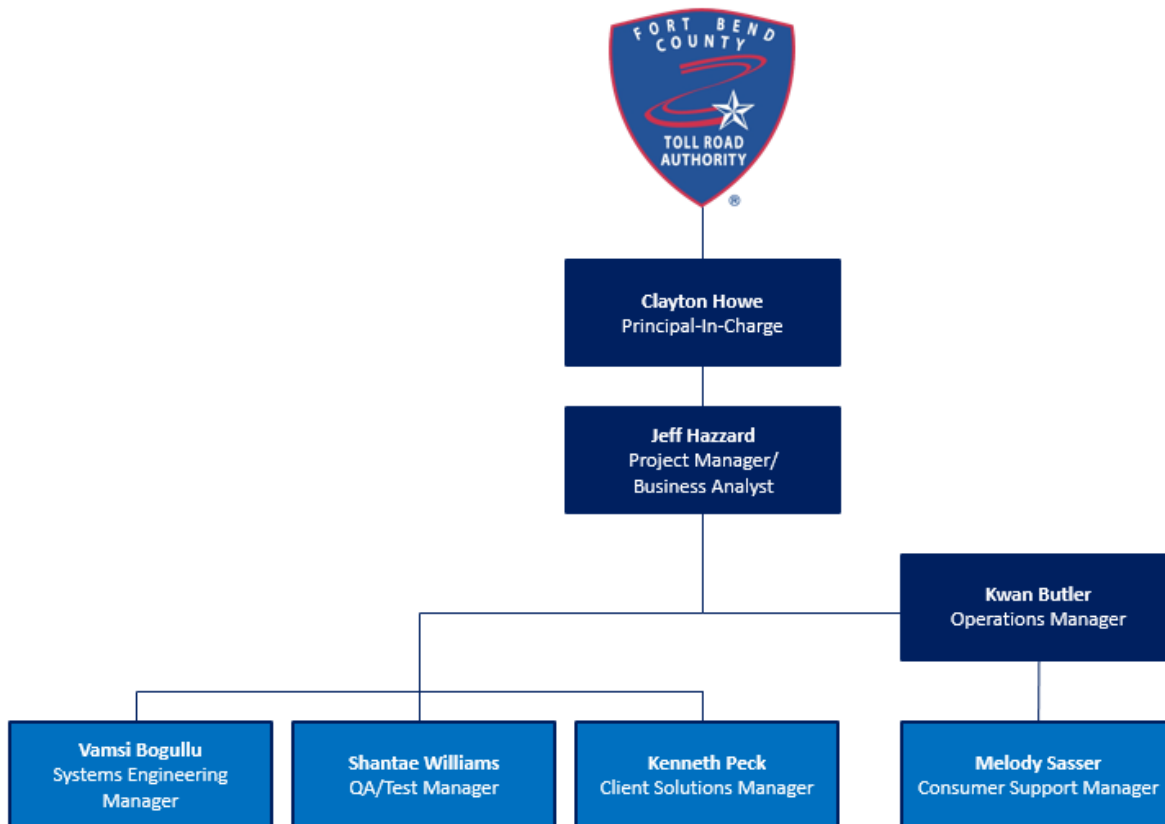 FORT BEND
COUNTY
TOLL ROAD
AUTHORITY
®
Clayton Howe
Principal-In-Charge
Jeff Hazzard
Project Manager/
Business Analyst
Kwan Butler
Operations Manager
Vamsi Bogullu
Systems Engineering
Manager
Shantae Williams
QA/Test Manager
Kenneth Peck
Client Solutions Manager
Melody Sasser
Consumer Support Manager